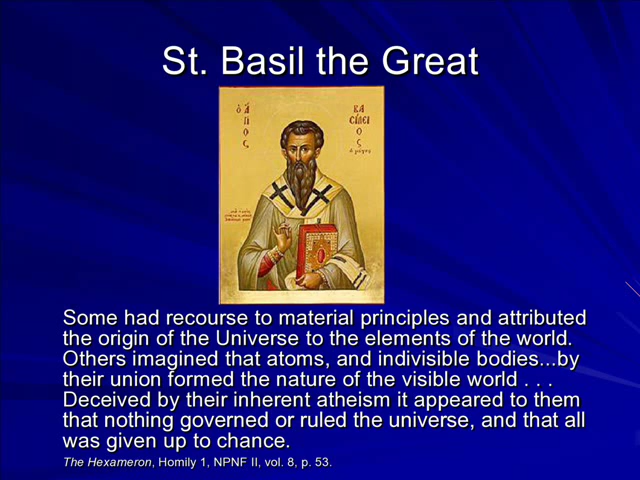 St. Basil the Great
ὁ ἅ
ΓΙ
Ο
ς
ΒΑ
ΣΙΛΕΙ
Ο
ς
Some had recourse to material principles and attributed
the origin of the Universe to the elements of the world.
Others imagined that atoms, and indivisible bodies...by
their union formed the nature of the visible world . . .
Deceived by their inherent atheism it appeared to them
that nothing governed or ruled the universe, and that all
was given up to chance.
The Hexameron, Homily 1, NPNF II, vol. 8, p. 53.